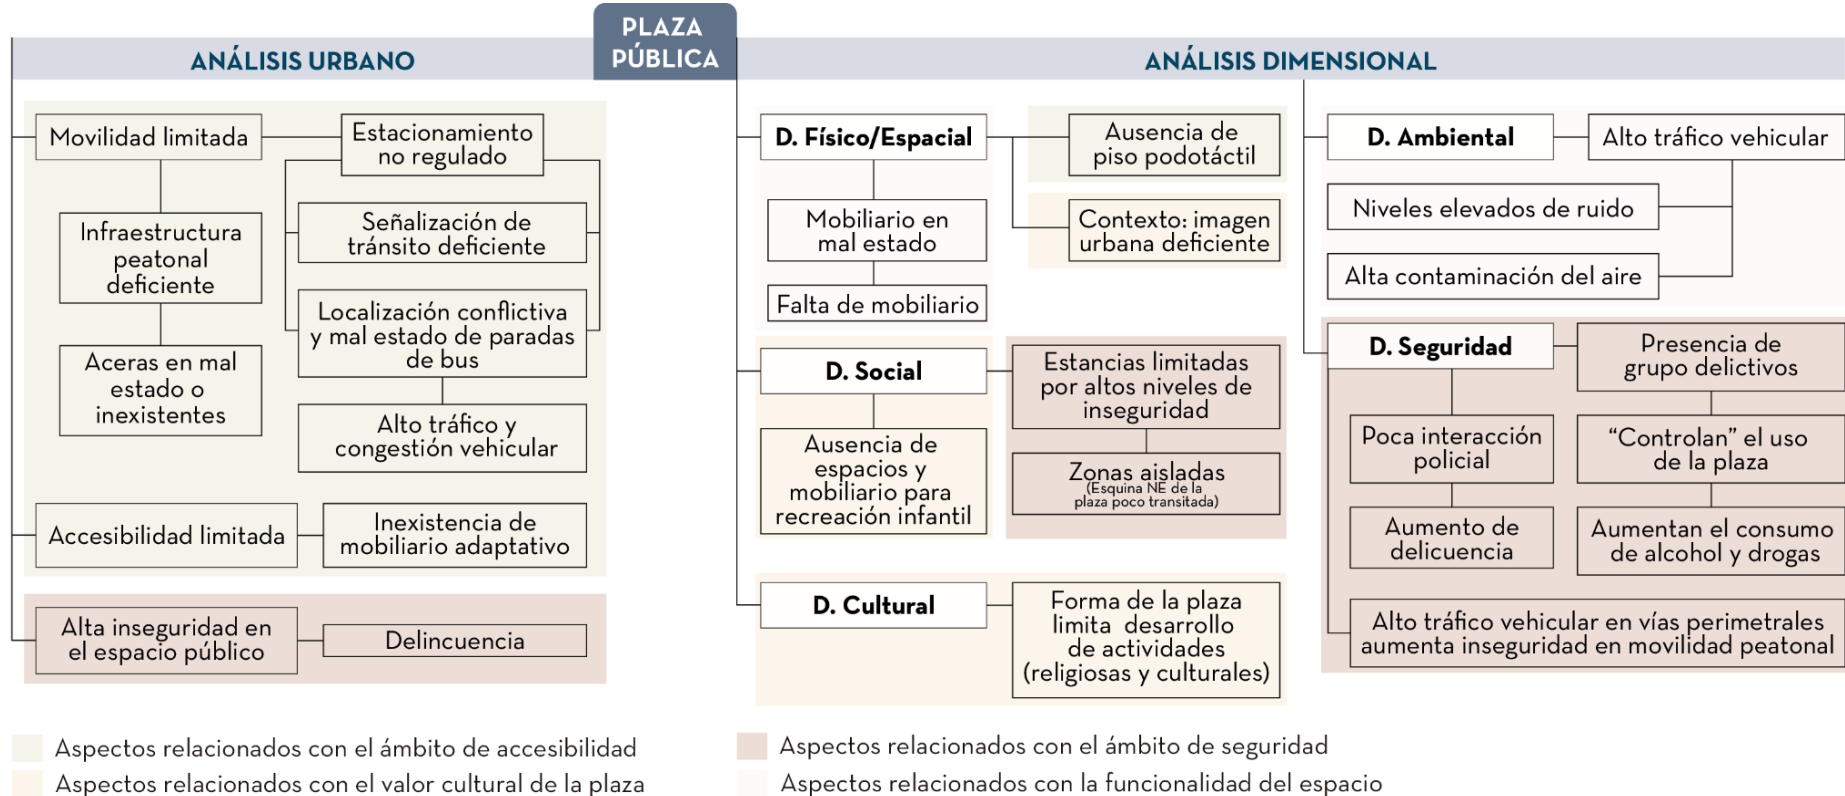 PLAZA
PÚBLICA
ANÁLISIS URBANO
Movilidad limitada
Estacionamiento
no regulado
Infraestructura
peatonal
deficiente
Señalización de
tránsito deficiente
Localización conflictiva
y mal estado de paradas
de bus
Aceras en mal
estado o
inexistentes
Alto tráfico y
congestión vehicular
Accesibilidad limitada
Inexistencia de
mobiliario adaptativo
Alta inseguridad en
el espacio público
Delincuencia
ANÁLISIS DIMENSIONAL
D. Físico/Espacial
Ausencia de
piso podotáctil
Mobiliario en
mal estado
Contexto: imagen
urbana deficiente
Falta de mobiliario
D. Social
Estancias limitadas
por altos niveles de
inseguridad
Ausencia de
espacios y
mobiliario para
recreación infantil
Zonas aisladas
(Esquina NE de la
plaza poco transitada)
D. Cultural
Forma de la plaza
limita desarrollo
de actividades
(religiosas y culturales)
D. Ambiental
Alto tráfico vehicular
Niveles elevados de ruido
Alta contaminación del aire
D. Seguridad
Presencia de
grupo delictivos
Poca interacción
policial
“Controlan” el uso
de la plaza
Aumento de
delicuencia
Aumentan el consumo
de alcohol y drogas
Alto tráfico vehicular en vías perimetrales
aumenta inseguridad en movilidad peatonal
Aspectos relacionados con el ámbito de accesibilidad
Aspectos relacionados con el valor cultural de la plaza
Aspectos relacionados con el ámbito de seguridad
Aspectos relacionados con la funcionalidad del espacio